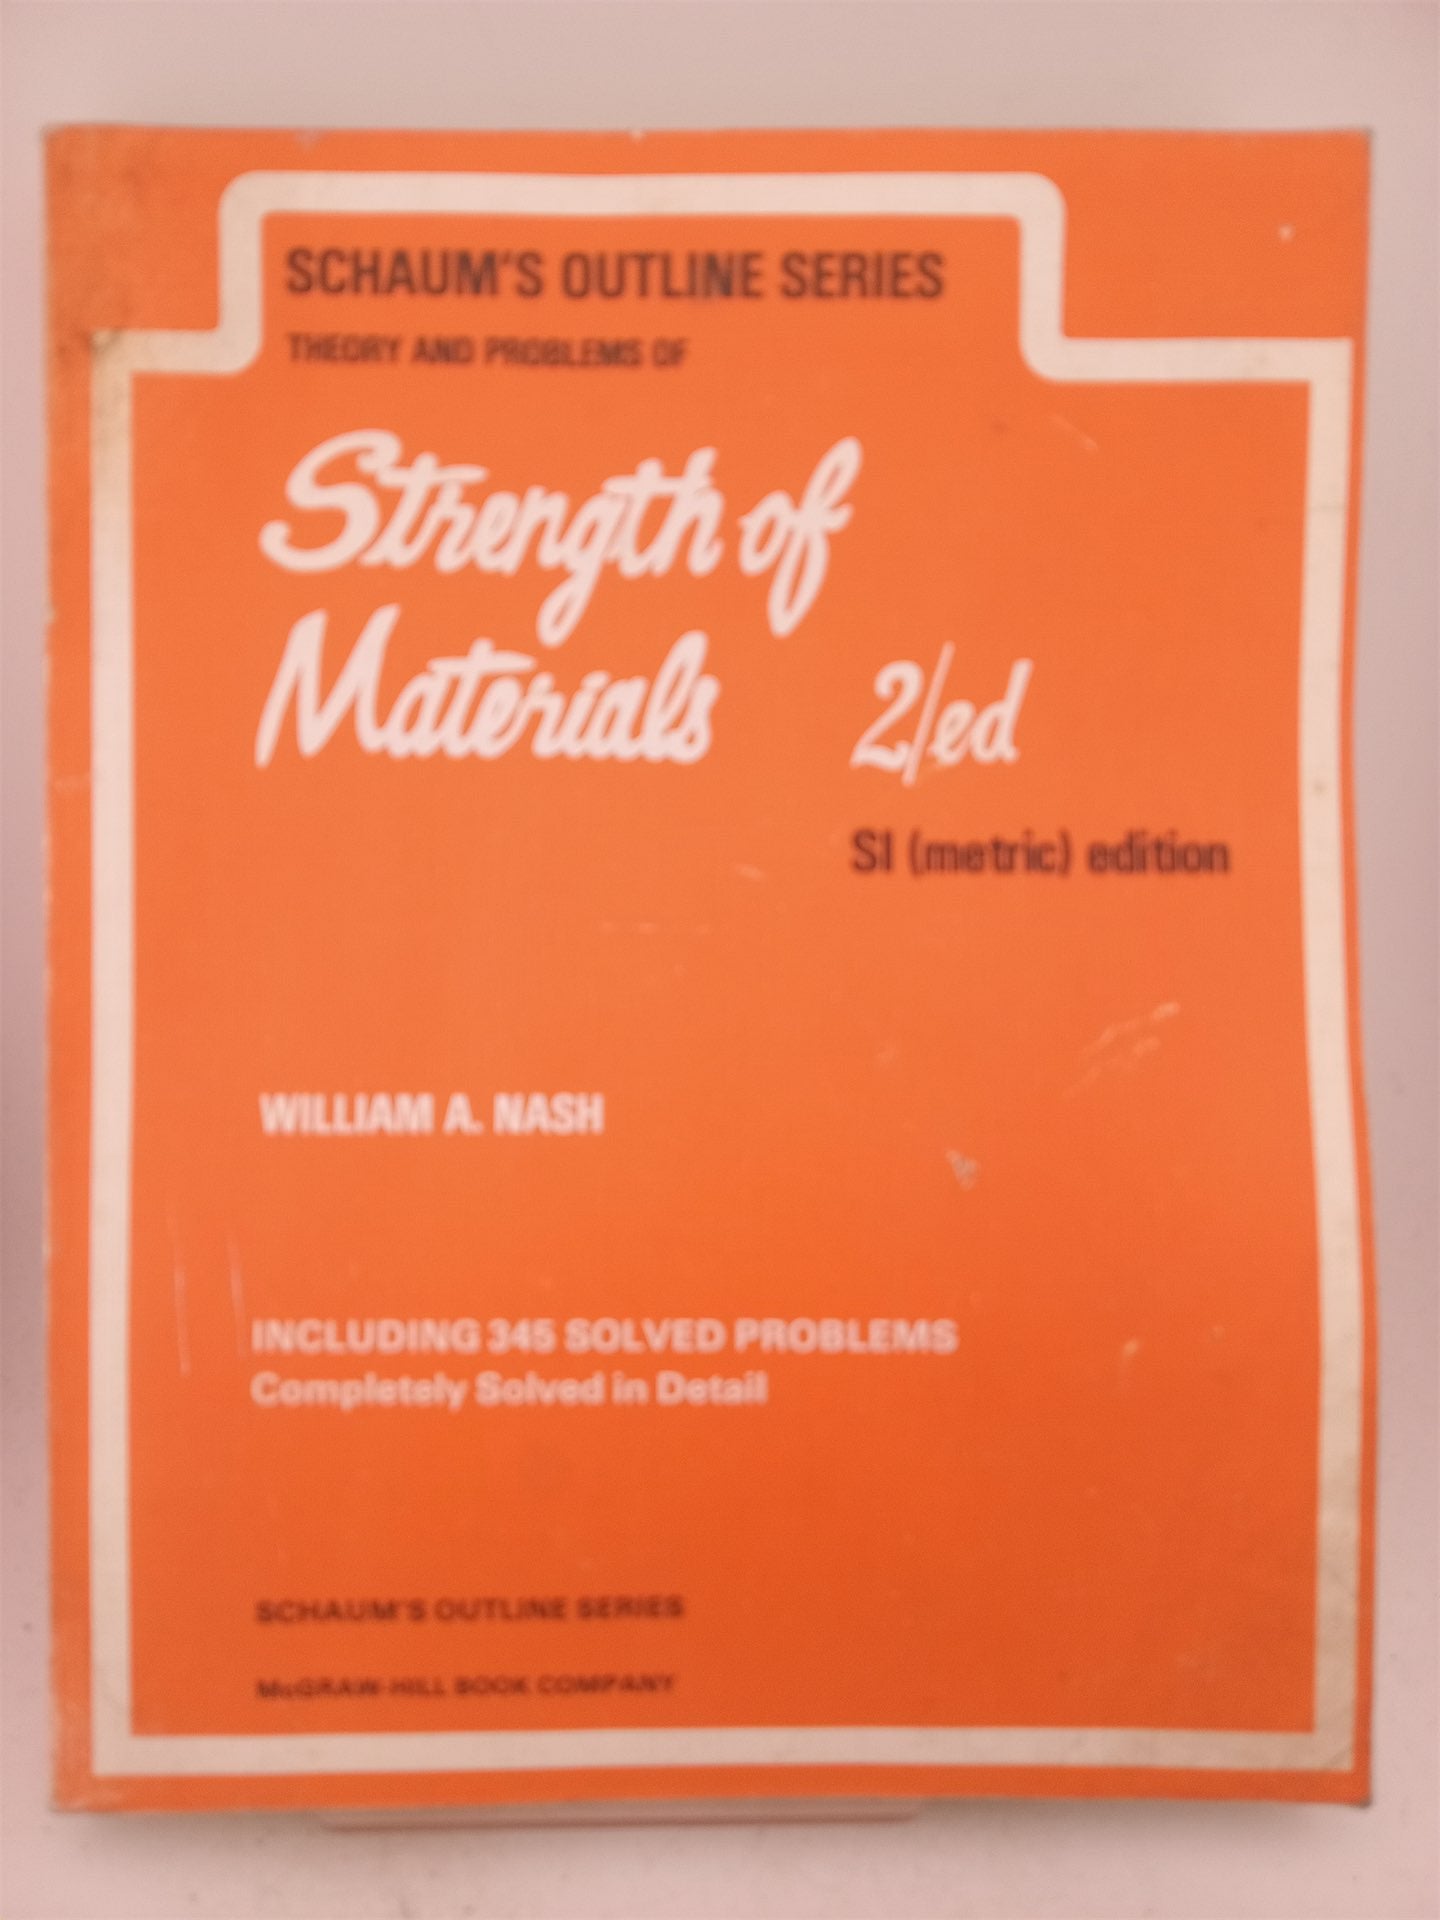 SCHAUM'S OUTLINE SERIES
THEORY AND PROBLEMS OF
Strength of
Materials 2/ed
SI (metric) edition
WILLIAM A. NASH
INCLUDING 345 SOLVED PROBLEMS
Completely Solved in Detail
SCHAUM'S OUTLINE SERIES
McGRAW-HILL BOOK COMPANY